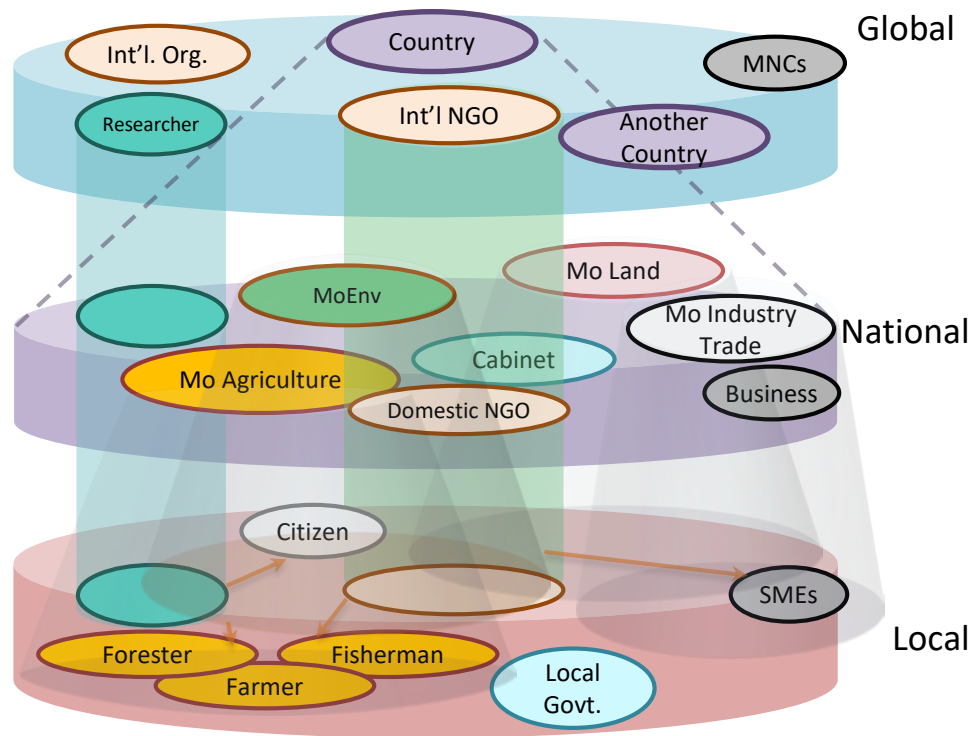 Global
Int’l. Org.
Country
MNCs
Researcher
Int’l NGO
Another
Country
Mo Land
MoEnv
Mo Industry
Trade
National
Cabinet
Mo Agriculture
Business
Domestic NGO
Citizen
SMEs
Local
Forester
Fisherman
Farmer
Local
Govt.